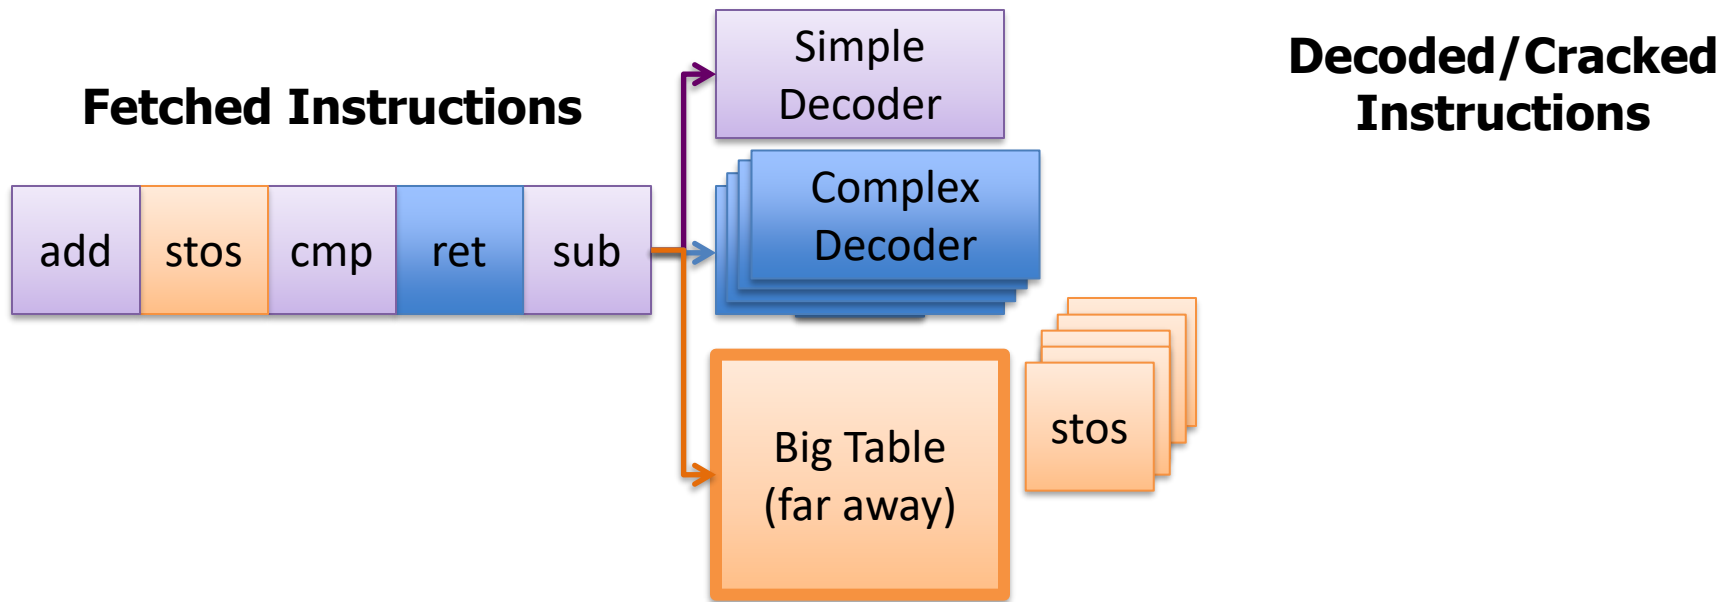 Fetched Instructions
add stos cmp ret sub
Simple
Decoder
Complex
Decoder
Big Table
(far away)
stos
Decoded/Cracked
Instructions